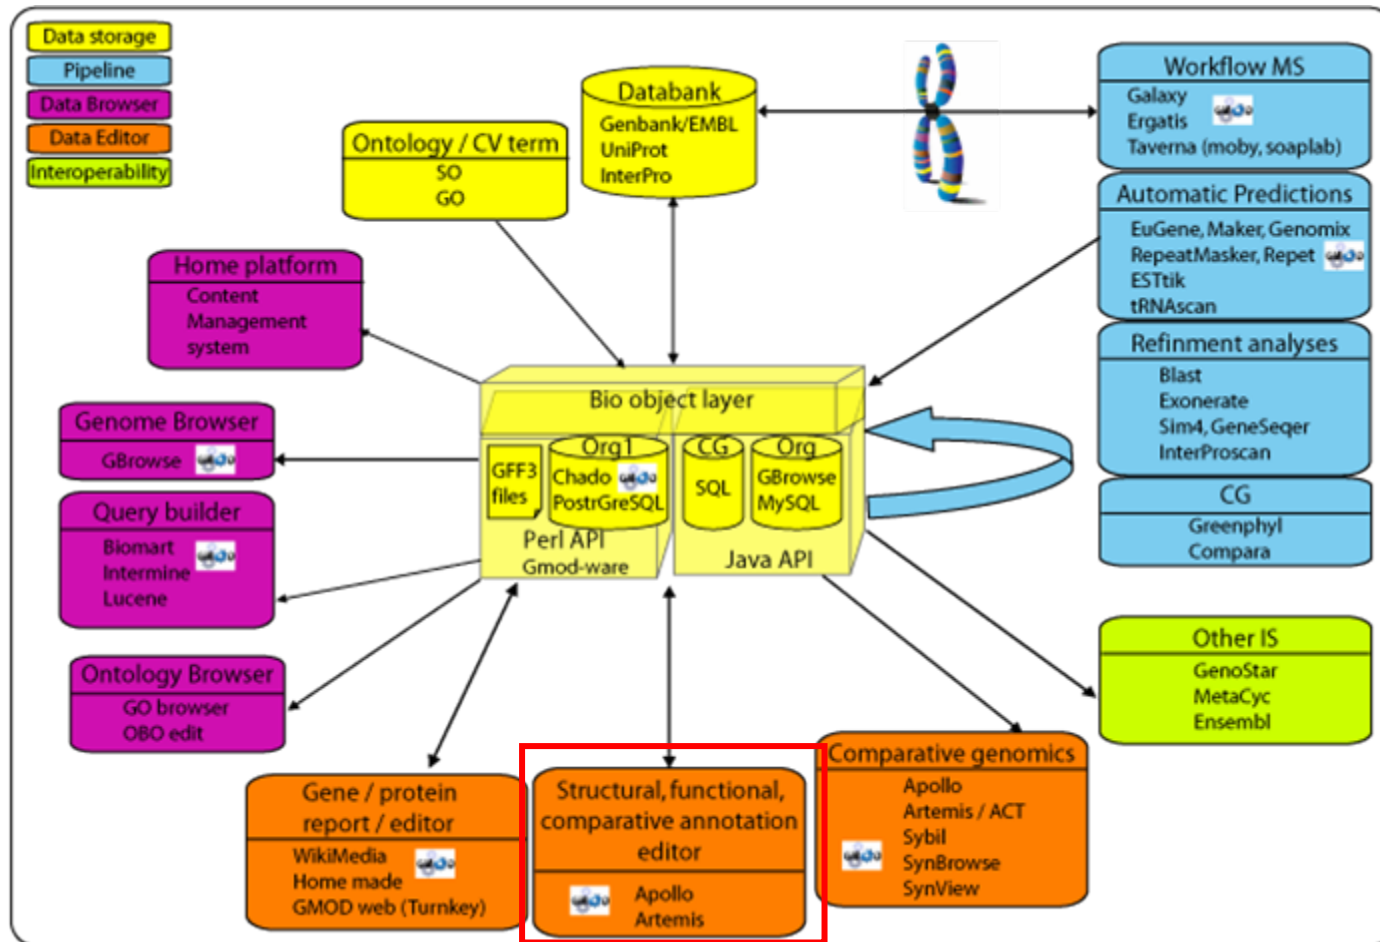 Data storage
Pipeline
Data Browser
Data Editor
Interoperability
Databank
Genbank/EMBL
UniProt
InterPro
Ontology / CV term
SO
GO
Workflow MS
Galaxy
Ergatis
Taverna (moby, soaplab)
Automatic Predictions
EuGene, Maker, Genomix
RepeatMasker, Repet
ESTtik
tRNAscan
Refinment analyses
Blast
Exonerate
Sim4, GeneSeqer
InterProscan
CG
Greenphyl
Compara
Home platform
Content
Management
system
Genome Browser
GBrowse
Query builder
Biomart
Intermine
Lucene
Ontology Browser
GO browser
OBO edit
Bio object layer
GFF3
files
Org1
Chado
PostrGreSQL
CG
SQL
Org
GBrowse
MySQL
Perl API
Gmod-ware
Java API
Other IS
GenoStar
MetaCyc
Ensembl
Gene / protein
report / editor
WikiMedia
Home made
GMOD web (Turnkey)
Structural, functional,
comparative annotation
editor
Apollo
Artemis
Comparative genomics
Apollo
Artemis / ACT
Sybil
SynBrowse
SynView